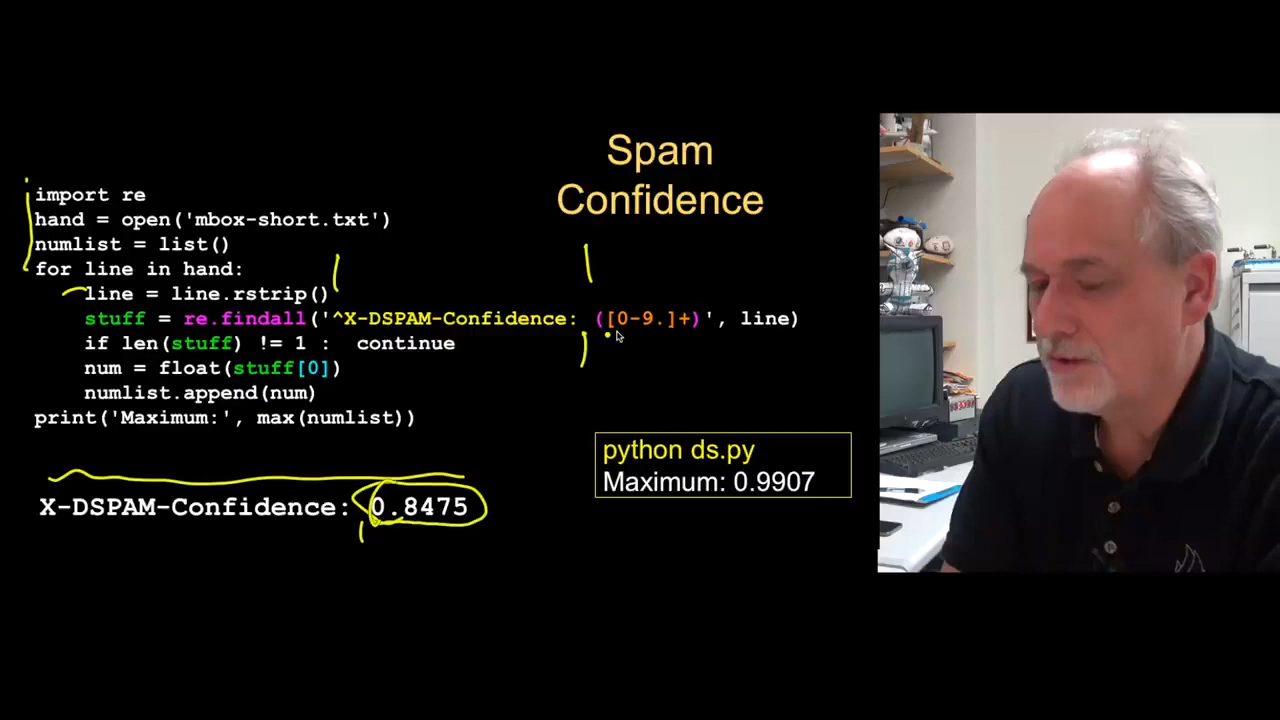 Spam
Confidence
import re
hand = open('mbox-short.txt')
numlist = list()
for line in hand:
    line = line.rstrip()
    stuff = re.findall('^X-DSPAM-Confidence: ([0-9.]+)', line)
    if len(stuff) != 1 :  continue
    num = float(stuff[0])
    numlist.append(num)
print('Maximum:', max(numlist))
python ds.py
Maximum: 0.9907
X-DSPAM-Confidence: 0.8475